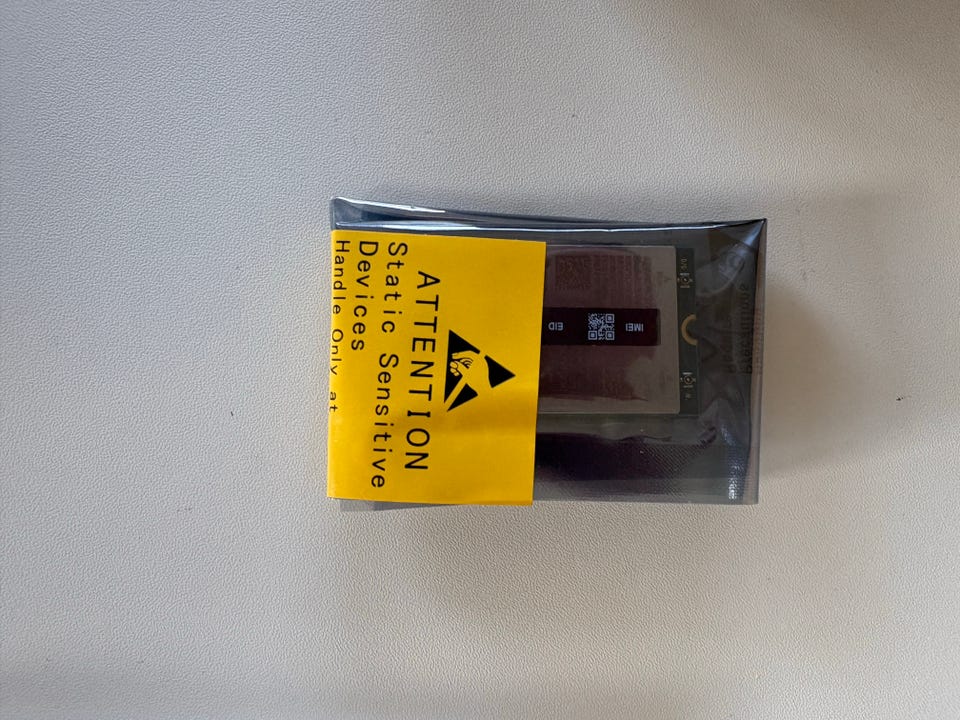 ATTENTION
Static Sensitive
Devices
Handle Only at
IMEI
EID